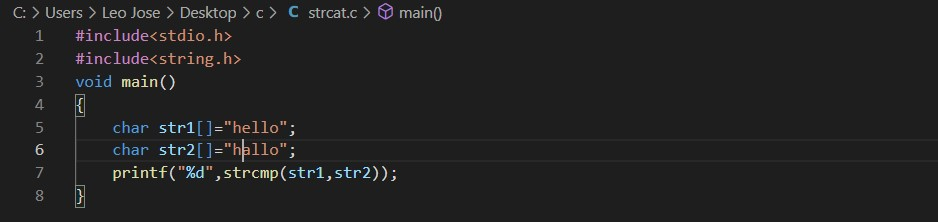 C: > Users > Leo Jose > Desktop > c > C strcat.c > main()
1 #include<stdio.h>
2 #include<string.h>
3 void main()
4 {
5     char str1[]="hello";
6     char str2[]="hallo";
7     printf("%d",strcmp(str1,str2));
8 }